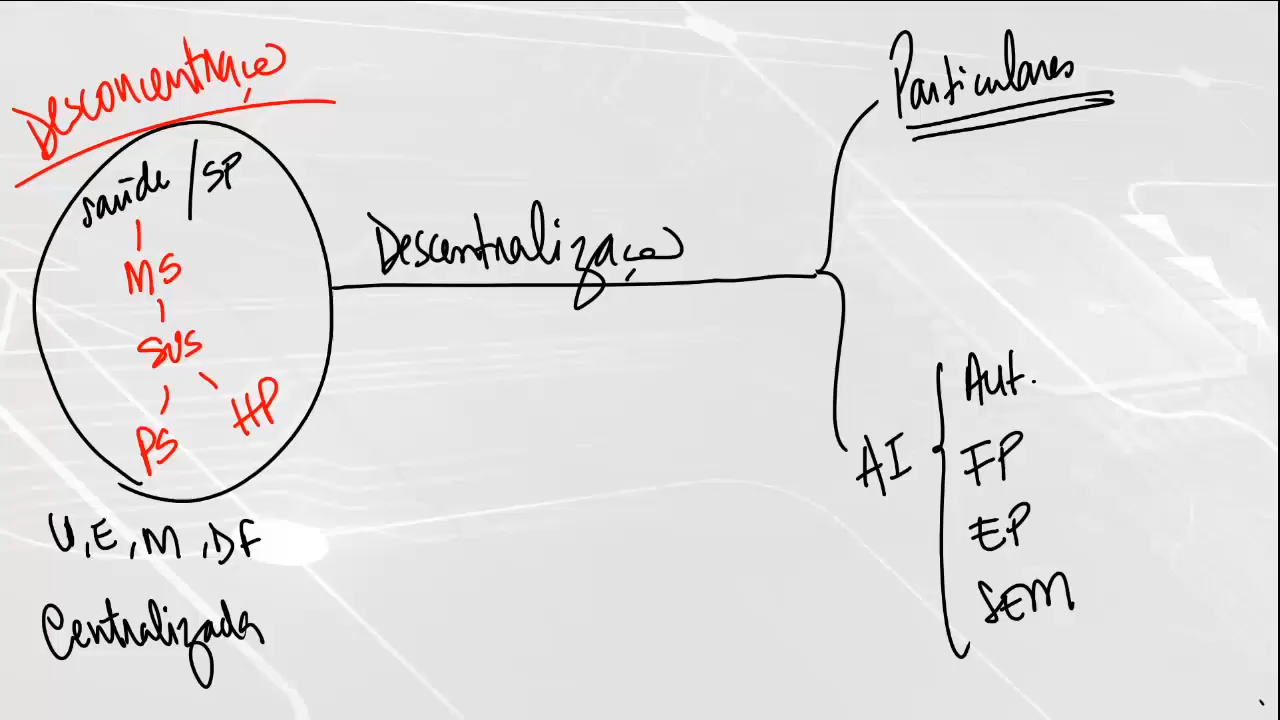 Desconcentração
saúde / SP
MS
SUS
PS HP
U, E, M, DF
Centralizada
Descentralização
Particulares
AI
Aut.
FP
EP
SEM